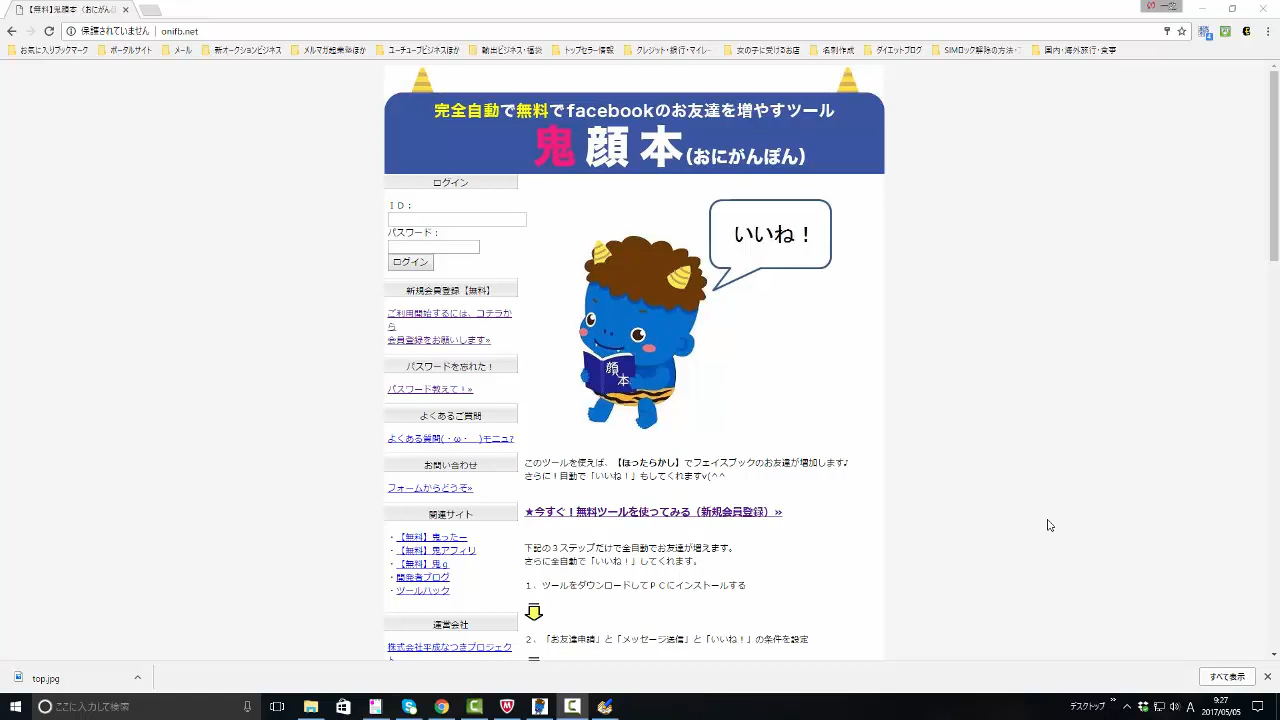 【無料】鬼顔本（おにがんぽ
保護されていません
onifb.net
お気に入りブックマーク
ポータルサイト
メール
新オークションビジネス
メルマガ起業塾ほか
ユーチューブビジネスほか
輸出ビジネス・福袋
トップセラー情報
クレジット・銀行・マイレー
女の子に受ける店
名刺作成
ダイエットブログ
SIMロック解除の方法・
国内・海外旅行・食事
完全自動で無料でfacebookのお友達を増やすツール
鬼 顔 本(おにがんぽん)
ログイン
ＩＤ：
パスワード：
ログイン
新規会員登録【無料】
ご利用開始するには、コチラか
ら
会員登録をお願いします»
パスワードを忘れた！
パスワード教えて！»
よくあるご質問
よくある質問(・ω・　)モニュ?
お問い合わせ
フォームからどうぞ»
関連サイト
・【無料】鬼ったー
・【無料】鬼アフィリ
・【無料】鬼ｇ
・開発者ブログ
・ツールハック
運営会社
株式会社平成なつきプロジェク
ト
いいね！
顔
本
このツールを使えば、【ほったらかし】でフェイスブックのお友達が増加します♪
さらに！自動で「いいね！」もしてくれますv(^^
★今すぐ！無料ツールを使ってみる（新規会員登録）»
下記の３ステップだけで全自動でお友達が増えます。
さらに全自動で「いいね！」してくれます。
１、ツールをダウンロードしてＰＣにインストールする
２、「お友達申請」と「メッセージ送信」と「いいね！」の条件を設定
top.jpg
すべて表示
ここに入力して検索
デスクトップ
A
9:27
2017/05/05